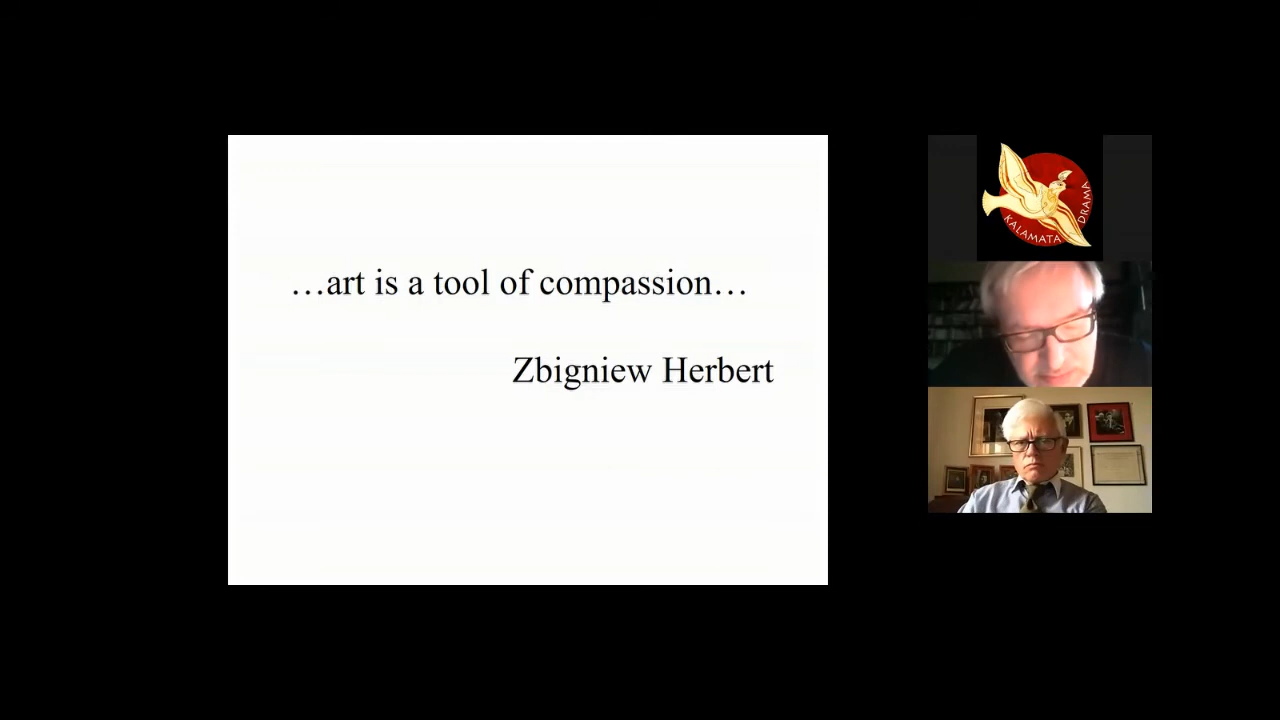 …art is a tool of compassion…
Zbigniew Herbert
KALAMATA DRAMA